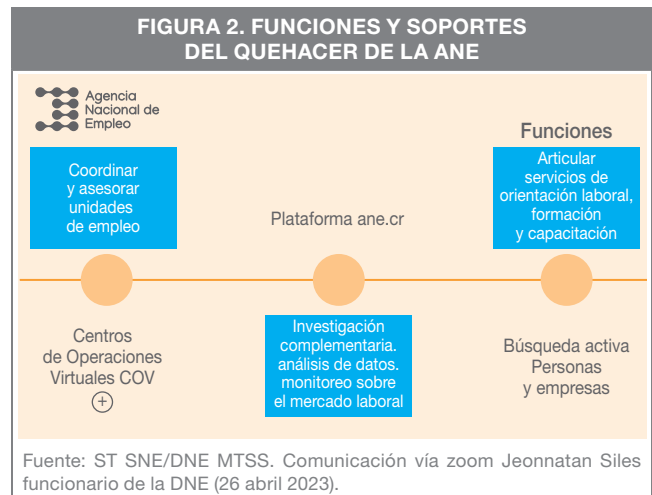 FIGURA 2. FUNCIONES Y SOPORTES
DEL QUEHACER DE LA ANE
Agencia
Nacional de
Empleo
Funciones
Coordinar
y asesorar
unidades
de empleo
Plataforma ane.cr
Articular
servicios de
orientación laboral,
formación
y capacitación
Centros
de Operaciones
Virtuales COV
+
Investigación
complementaria.
análisis de datos.
monitoreo sobre
el mercado laboral
Búsqueda activa
Personas
y empresas
Fuente: ST SNE/DNE MTSS. Comunicación vía zoom Jeonnatan Siles
funcionario de la DNE (26 abril 2023).